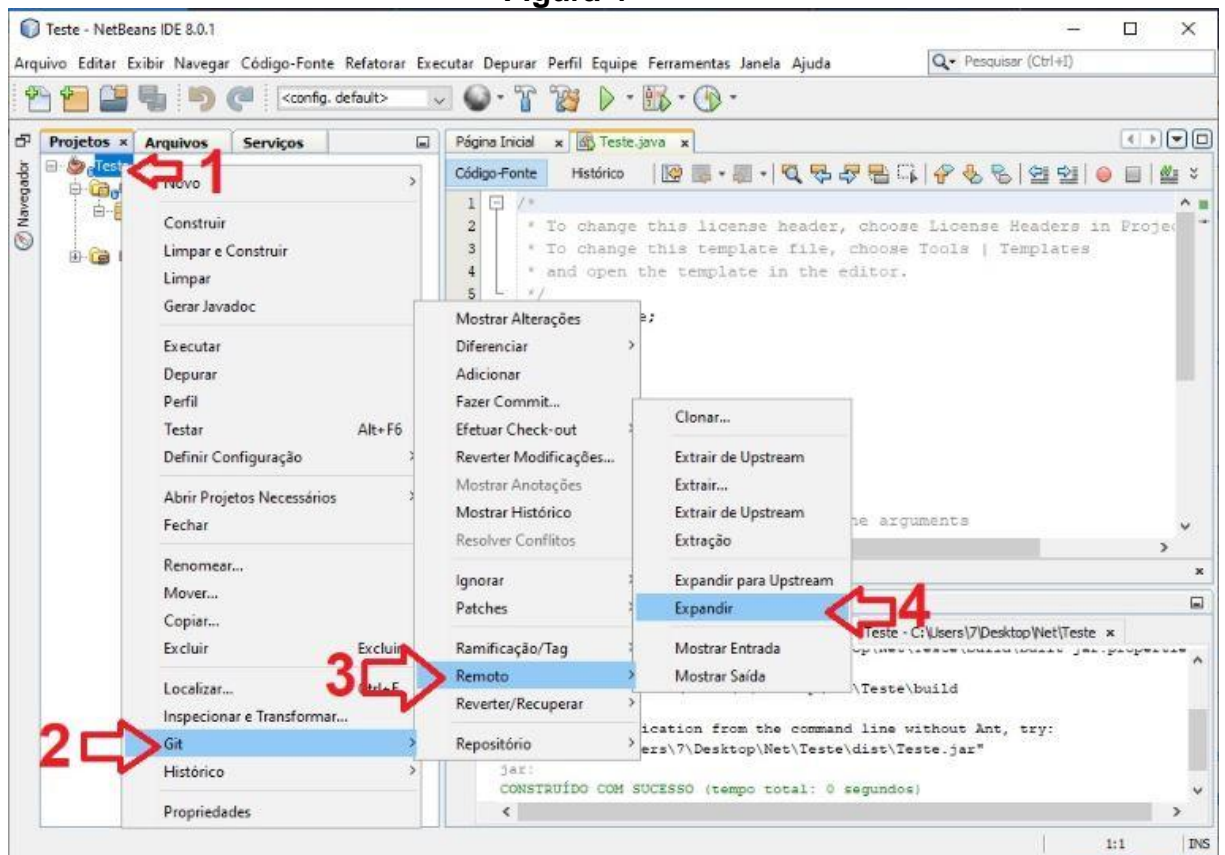 Teste - NetBeans IDE 8.0.1
Arquivo Editar Exibir Navegar Código-Fonte Refatorar Executar Depurar Perfil Equipe Ferramentas Janela Ajuda
Pesquisar (Ctrl+I)
<config. default>
Projetos
Arquivos
Serviços
Navegador
Teste
1
Novo
Construir
Limpar e Construir
Limpar
Gerar Javadoc
Executar
Depurar
Perfil
Testar Alt+F6
Definir Configuração
Abrir Projetos Necessários
Fechar
Renomear...
Mover...
Copiar...
Excluir Excluir
Localizar... Ctrl+F
Inspecionar e Transformar...
2
Git
Histórico
Propriedades
Mostrar Alterações
Diferenciar
Adicionar
Fazer Commit...
Efetuar Check-out
Reverter Modificações...
Mostrar Anotações
Mostrar Histórico
Resolver Conflitos
Ignorar
Patches
Ramificação/Tag
3
Remoto
Reverter/Recuperar
Repositório
Clonar...
Extrair de Upstream
Extrair...
Extrair de Upstream
Extração
Expandir para Upstream
Expandir
4
Mostrar Entrada
Mostrar Saída
Página Inicial
Teste.java
Código-Fonte
Histórico
1 /*
2 * To change this license header, choose License Headers in Projec
3 * To change this template file, choose Tools | Templates
4 * and open the template in the editor.
5 */
e;
he arguments
Teste - C:\Users\7\Desktop\Net\Teste
\Teste\build
ication from the command line without Ant, try:
ers\7\Desktop\Net\Teste\dist\Teste.jar"
jar:
CONSTRUÍDO COM SUCESSO (tempo total: 0 segundos)
1:1
INS